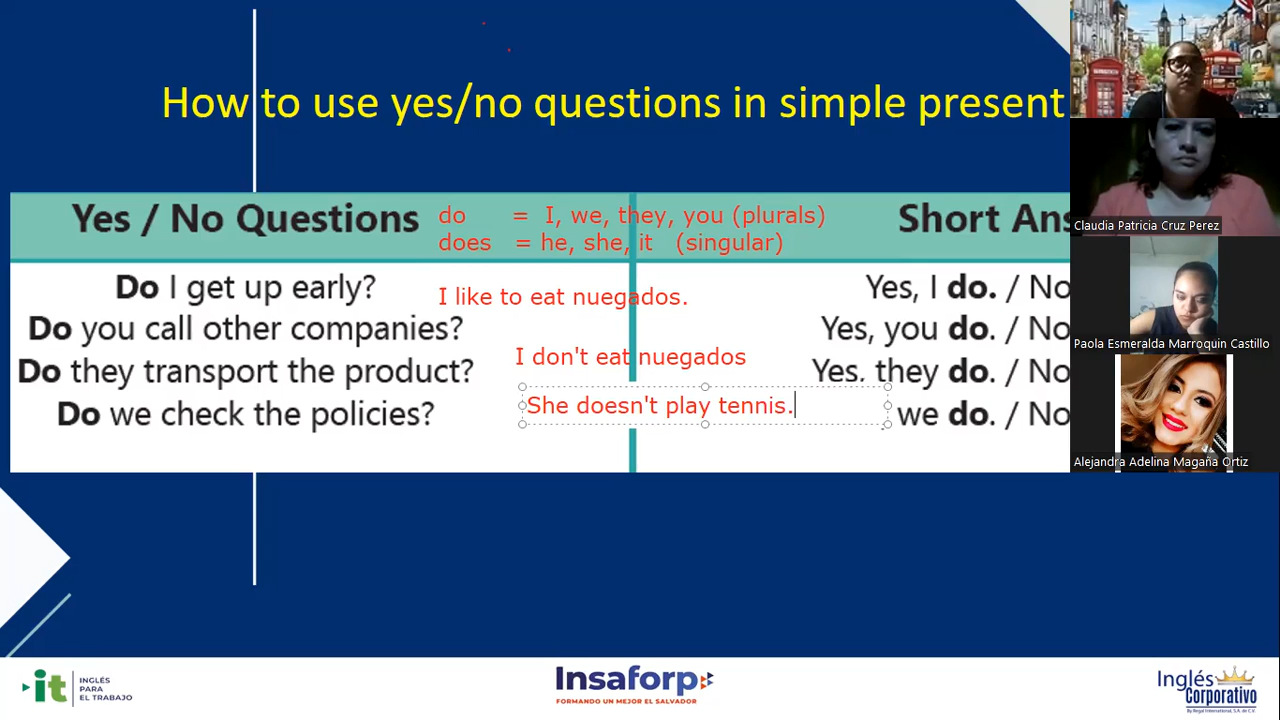 How to use yes/no questions in simple present
Yes / No Questions
do = I, we, they, you (plurals)
does = he, she, it (singular)
Short Ans
Do I get up early?
I like to eat nuegados.
Yes, I do. / No
Do you call other companies?
Yes, you do. / No
Do they transport the product?
I don't eat nuegados
Yes, they do. / No
Do we check the policies?
She doesn't play tennis.
we do. / No
Claudia Patricia Cruz Perez
Paola Esmeralda Marroquin Castillo
Alejandra Adelina Magaña Ortiz
it
INGLÉS
PARA
EL TRABAJO
Insaforp
FORMANDO UN MEJOR EL SALVADOR
Inglés
Corporativo
By Regal International, S.A. de C.V.